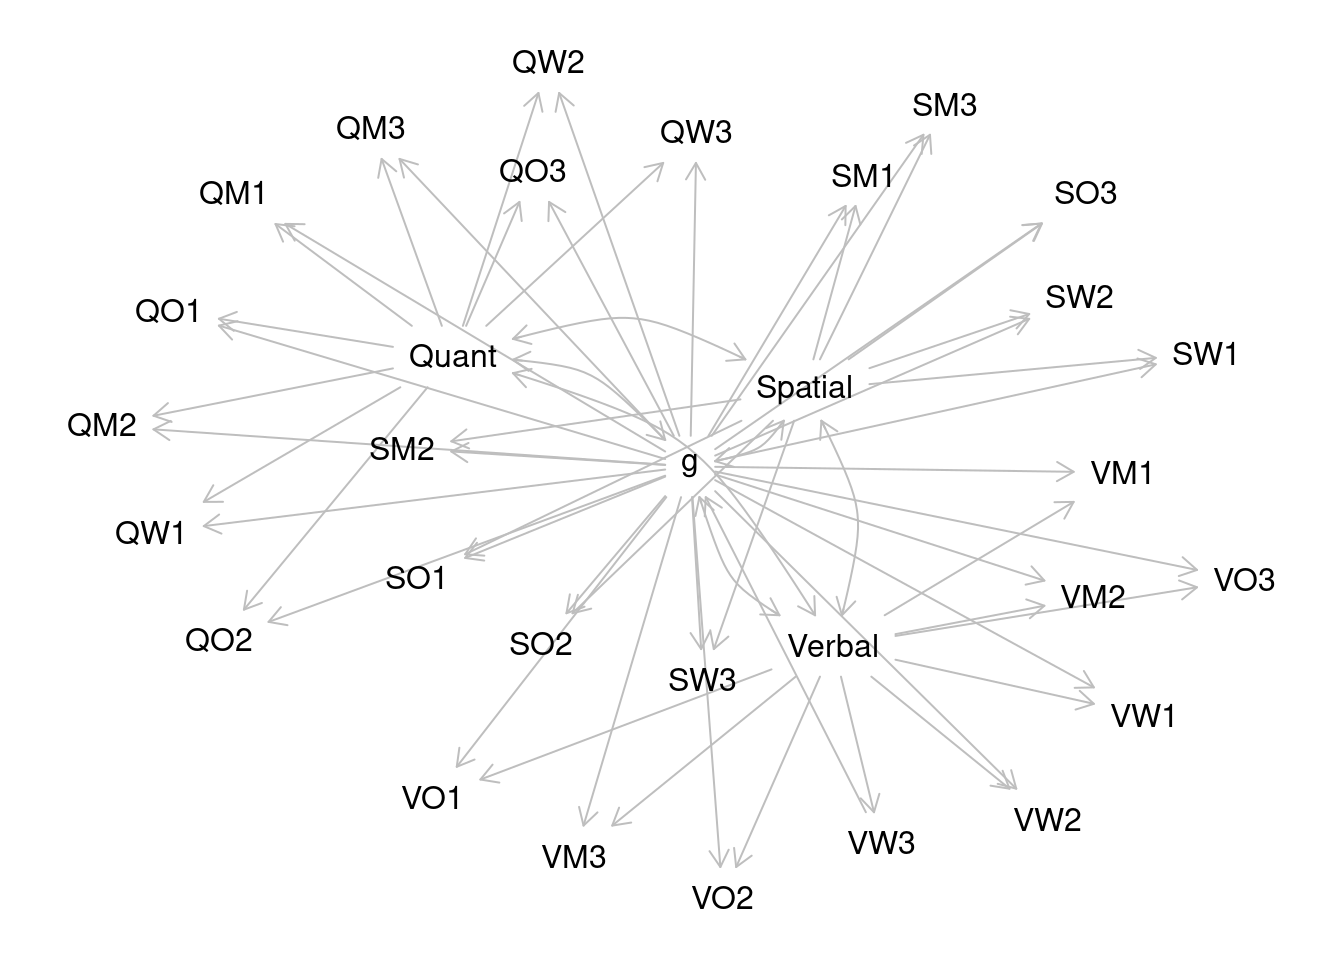 QW2
SM3
QM3
QW3
QO3
SM1
QM1
SO3
SW2
QO1
SW1
Quant
Spatial
QM2
SM2
g
VM1
QW1
SO1
VO3
VM2
QO2
SO2
Verbal
SW3
VW1
VO1
VW2
VW3
VM3
VO2